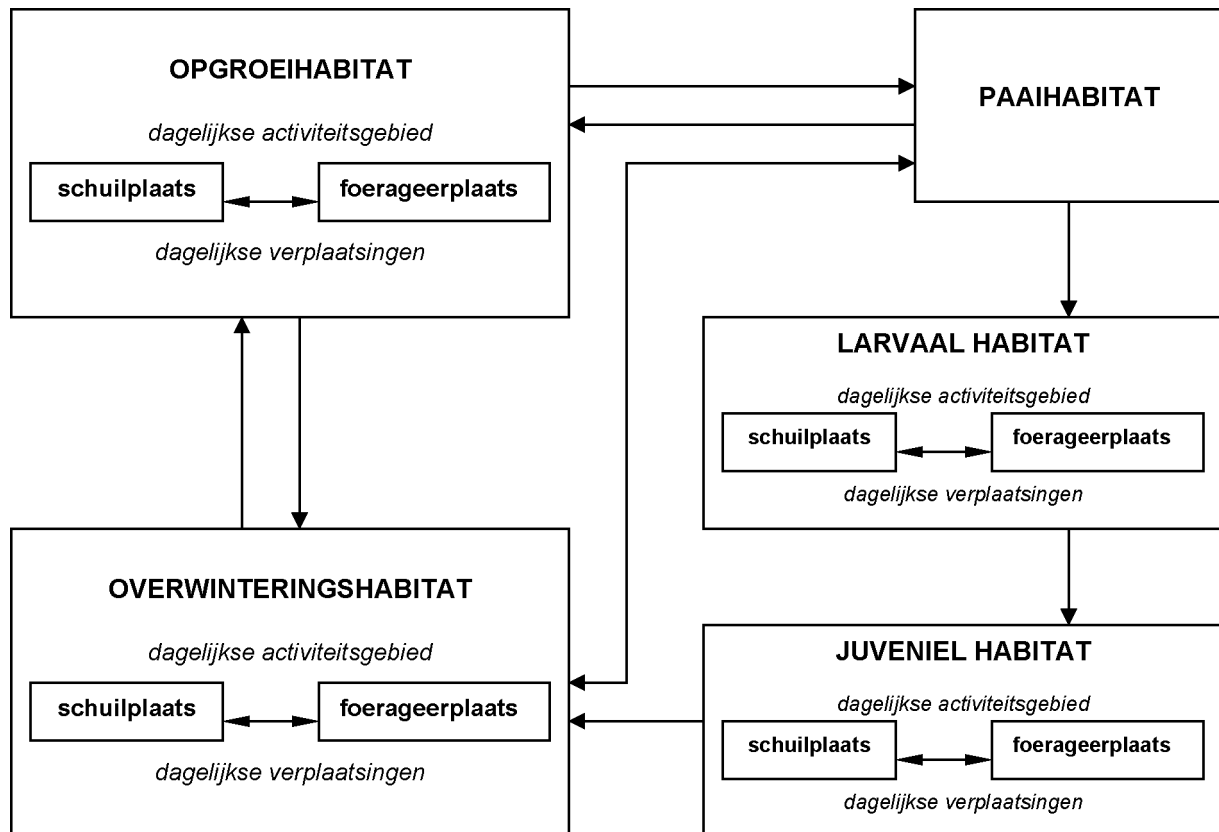 OPGROEIHABITAT
dagelijkse activiteitsgebied
schuilplaats
foerageerplaats
dagelijkse verplaatsingen
PAAIHABITAT
LARVAAL HABITAT
dagelijkse activiteitsgebied
schuilplaats
foerageerplaats
dagelijkse verplaatsingen
OVERWINTERINGSHABITAT
dagelijkse activiteitsgebied
schuilplaats
foerageerplaats
dagelijkse verplaatsingen
JUVENIEL HABITAT
dagelijkse activiteitsgebied
schuilplaats
foerageerplaats
dagelijkse verplaatsingen